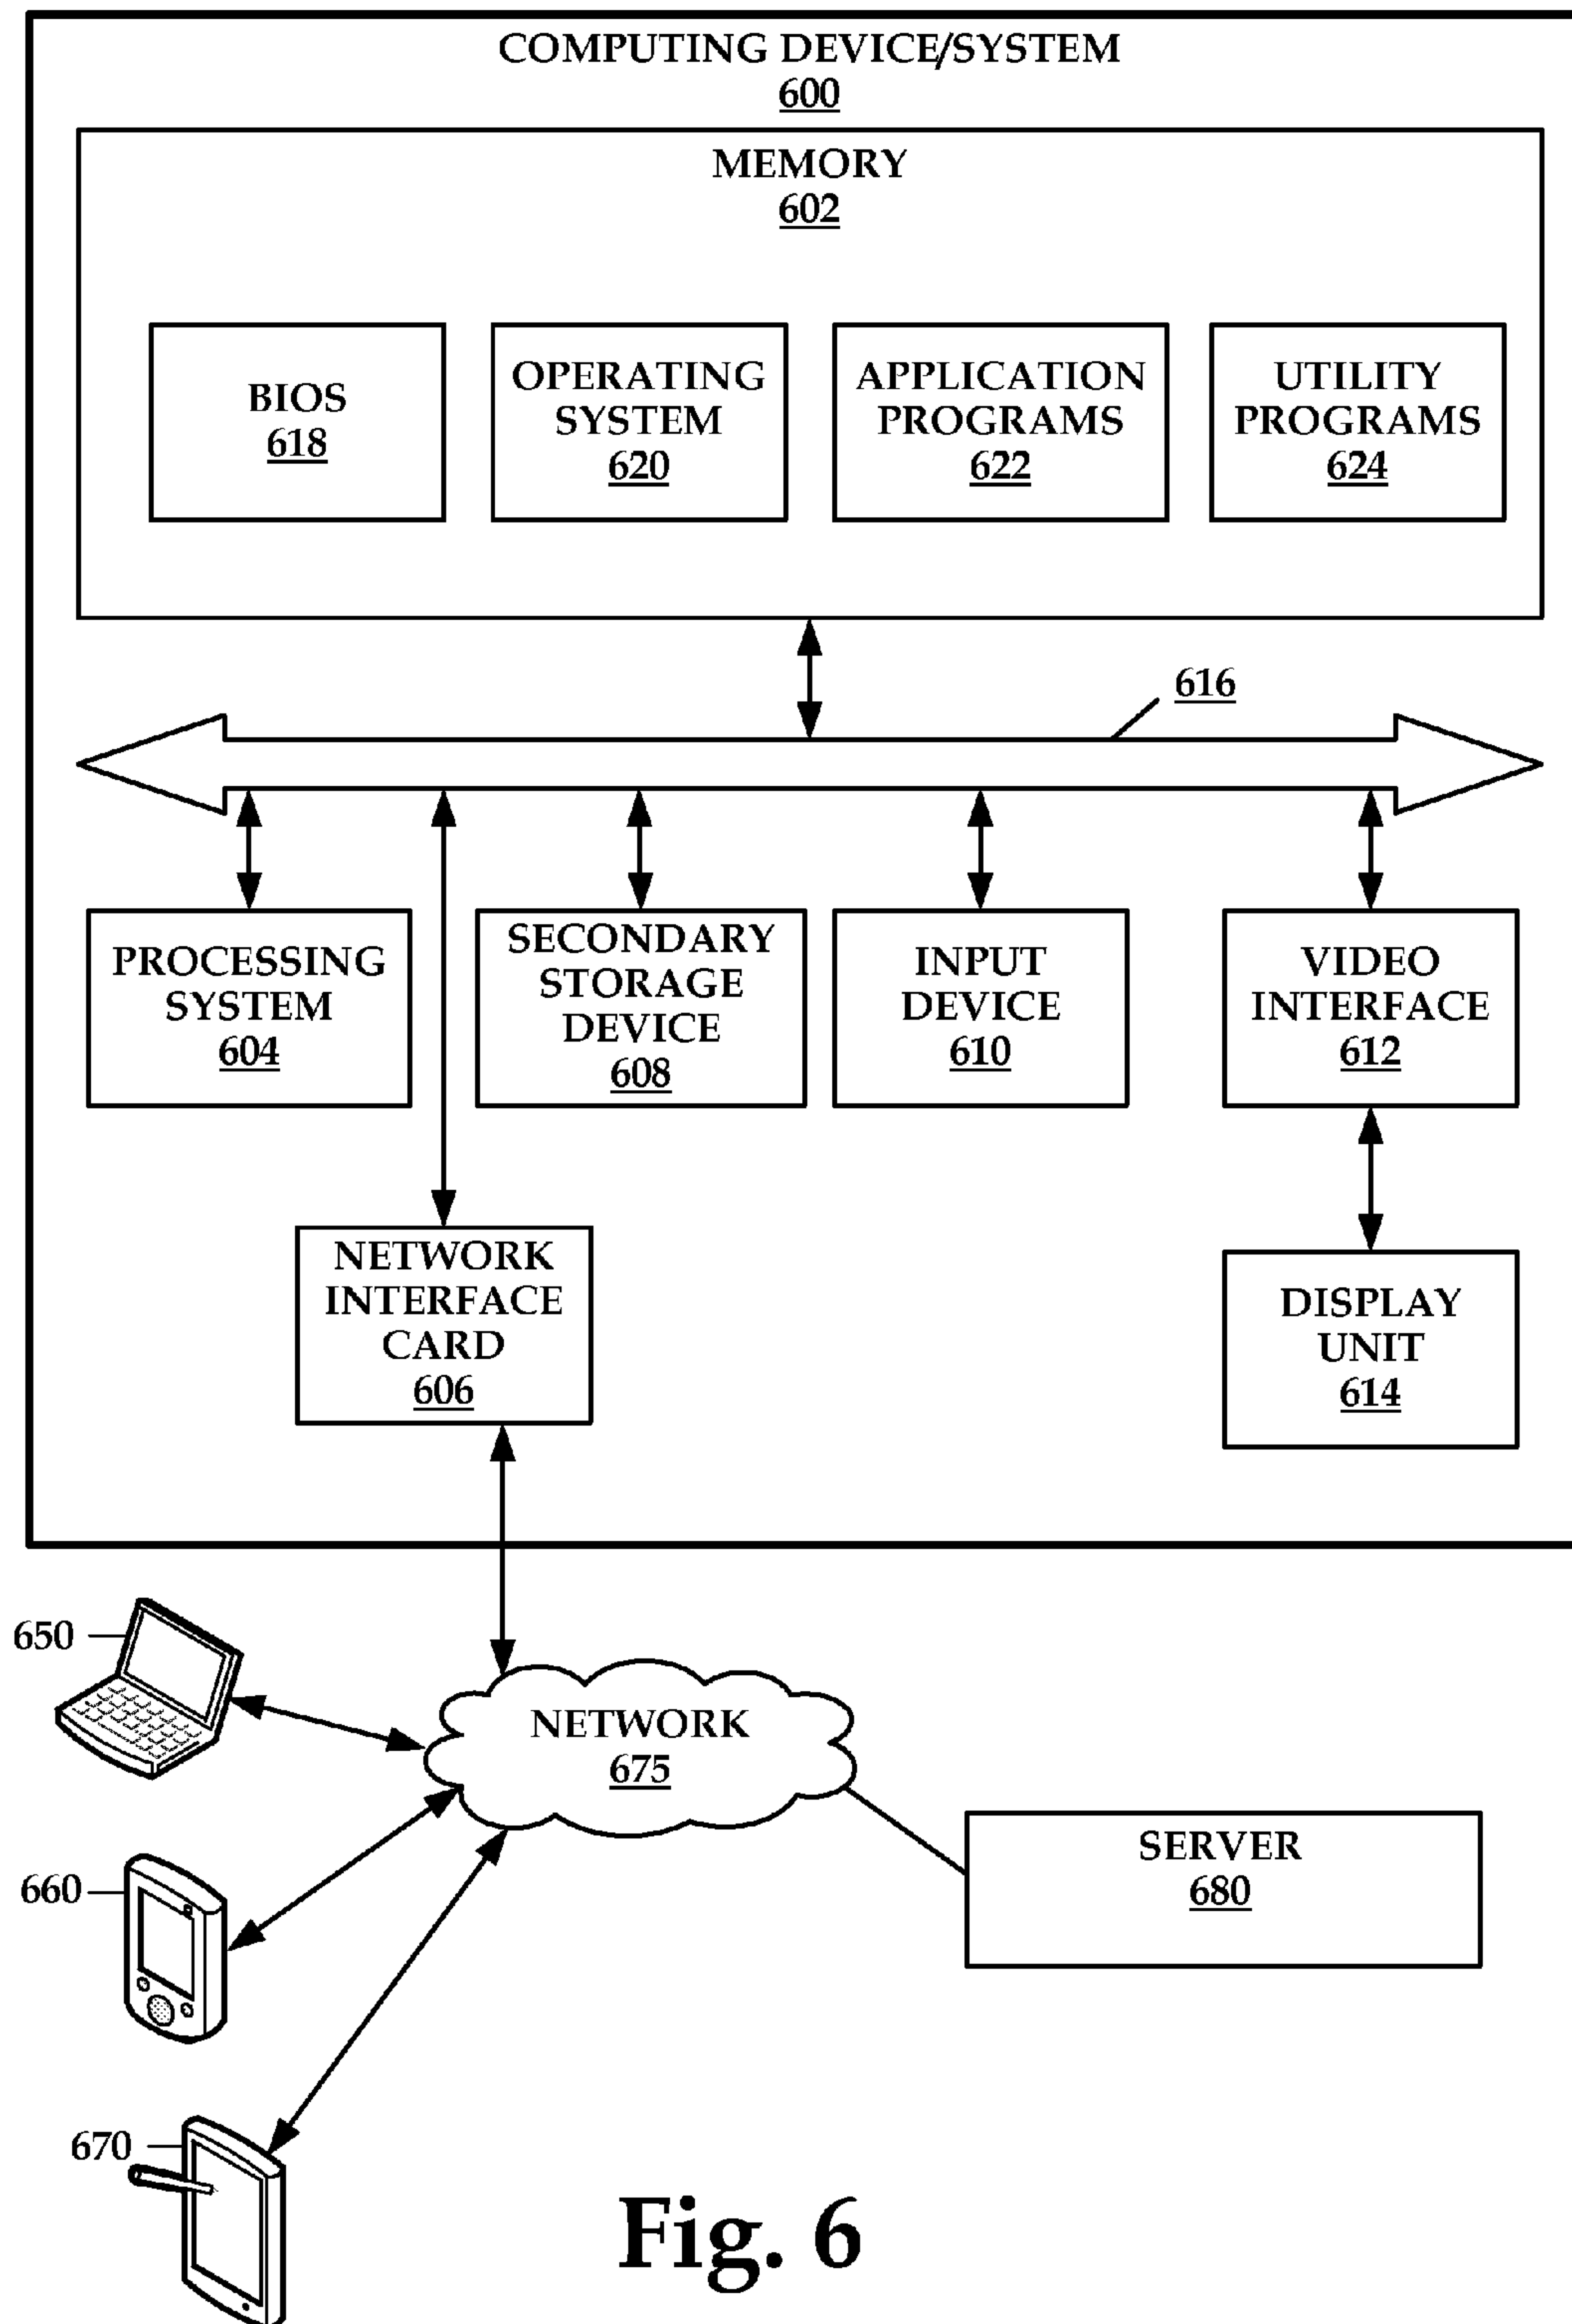 COMPUTING DEVICE/SYSTEM
600
MEMORY
602
BIOS
618
OPERATING
SYSTEM
620
APPLICATION
PROGRAMS
622
UTILITY
PROGRAMS
624
616
PROCESSING
SYSTEM
604
SECONDARY
STORAGE
DEVICE
608
INPUT
DEVICE
610
VIDEO
INTERFACE
612
NETWORK
INTERFACE
CARD
606
DISPLAY
UNIT
614
650
NETWORK
675
SERVER
680
660
670
Fig. 6